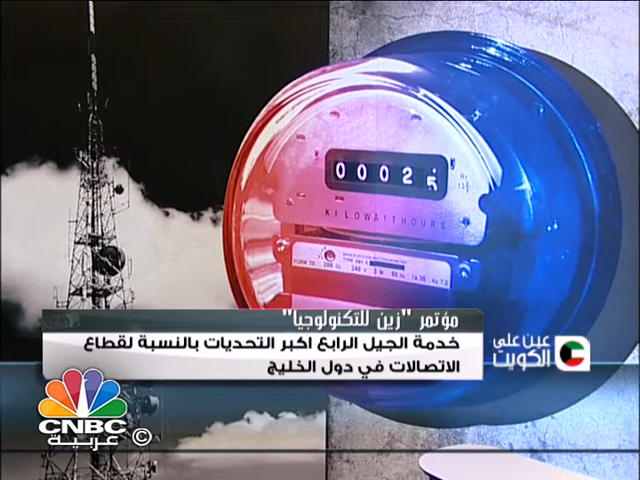 00025
KILOWATTHOURS
مؤتمر "زين للتكنولوجيا"
خدمة الجيل الرابع اكبر التحديات بالنسبة لقطاع
الاتصالات في دول الخليج
عين على
الكويت
CNBC
عربية ©